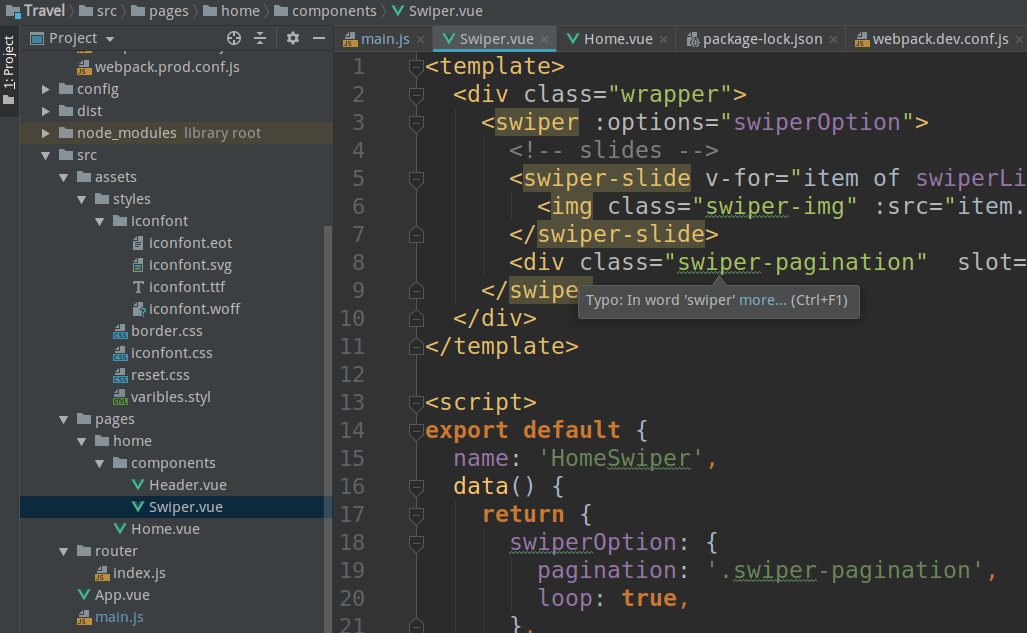 Travel src pages home components Swiper.vue
1: Project
Project
webpack.prod.conf.js
config
dist
node_modules library root
src
assets
styles
iconfont
iconfont.eot
iconfont.svg
iconfont.ttf
iconfont.woff
border.css
iconfont.css
reset.css
varibles.styl
pages
home
components
Header.vue
Swiper.vue
Home.vue
router
index.js
App.vue
main.js
main.js Swiper.vue Home.vue package-lock.json webpack.dev.conf.js
1 <template>
2 <div class="wrapper">
3 <swiper :options="swiperOption">
4 <!-- slides -->
5 <swiper-slide v-for="item of swiperLi
6 <img class="swiper-img" :src="item.
7 </swiper-slide>
8 <div class="swiper-pagination" slot=
9 </swipe
Typo: In word 'swiper' more... (Ctrl+F1)
10 </div>
11 </template>
12
13 <script>
14 export default {
15 name: 'HomeSwiper',
16 data() {
17 return {
18 swiperOption: {
19 pagination: '.swiper-pagination',
20 loop: true,
21 },